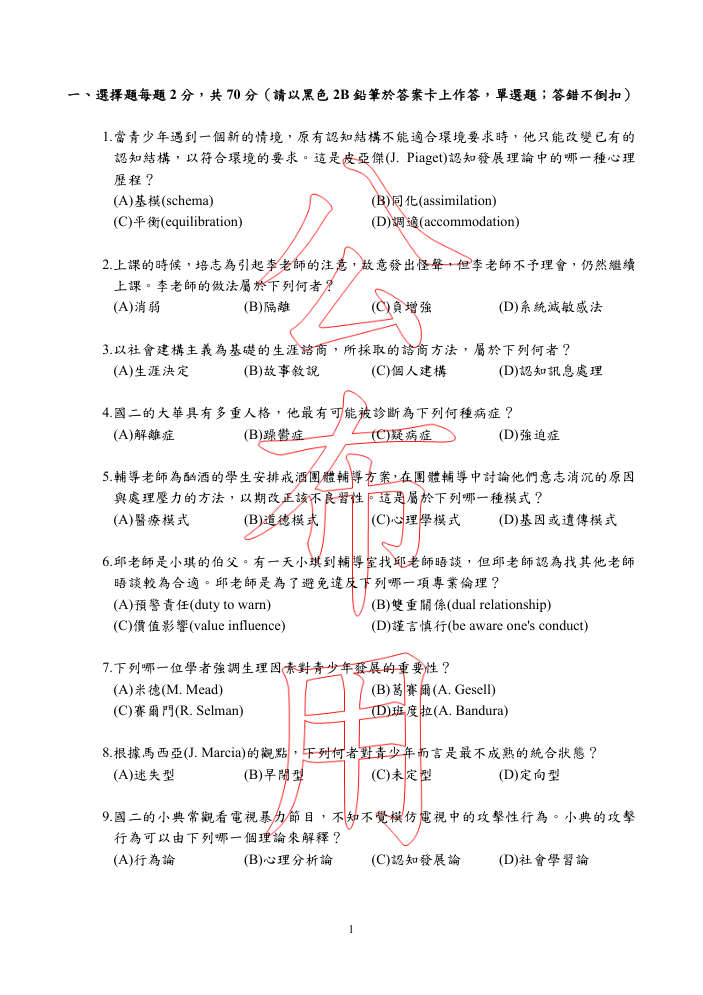 一、選擇題每題 2 分，共 70 分（請以黑色 2B 鉛筆於答案卡上作答，單選題；答錯不倒扣）
1.當青少年遇到一個新的情境，原有認知結構不能適合環境要求時，他只能改變已有的
認知結構，以符合環境的要求。這是皮亞傑(J. Piaget)認知發展理論中的哪一種心理
歷程？
(A)基模(schema) (B)同化(assimilation)
(C)平衡(equilibration) (D)調適(accommodation)
2.上課的時候，培志為引起李老師的注意，故意發出怪聲，但李老師不予理會，仍然繼續
上課。李老師的做法屬於下列何者？
(A)消弱 (B)隔離 (C)負增強 (D)系統減敏感法
3.以社會建構主義為基礎的生涯諮商，所採取的諮商方法，屬於下列何者？
(A)生涯決定 (B)故事敘說 (C)個人建構 (D)認知訊息處理
4.國二的大華具有多重人格，他最有可能被診斷為下列何種病症？
(A)解離症 (B)躁鬱症 (C)疑病症 (D)強迫症
5.輔導老師為酗酒的學生安排戒酒團體輔導方案，在團體輔導中討論他們意志消沉的原因
與處理壓力的方法，以期改正該不良習性。這是屬於下列哪一種模式？
(A)醫療模式 (B)道德模式 (C)心理學模式 (D)基因或遺傳模式
6.邱老師是小琪的伯父。有一天小琪到輔導室找邱老師晤談，但邱老師認為找其他老師
晤談較為合適。邱老師是為了避免違反下列哪一項專業倫理？
(A)預警責任(duty to warn) (B)雙重關係(dual relationship)
(C)價值影響(value influence) (D)謹言慎行(be aware one's conduct)
7.下列哪一位學者強調生理因素對青少年發展的重要性？
(A)米德(M. Mead) (B)葛賽爾(A. Gesell)
(C)賽爾門(R. Selman) (D)班度拉(A. Bandura)
8.根據馬西亞(J. Marcia)的觀點，下列何者對青少年而言是最不成熟的統合狀態？
(A)迷失型 (B)早閉型 (C)未定型 (D)定向型
9.國二的小典常觀看電視暴力節目，不知不覺模仿電視中的攻擊性行為。小典的攻擊
行為可以由下列哪一個理論來解釋？
(A)行為論 (B)心理分析論 (C)認知發展論 (D)社會學習論
公布用
1